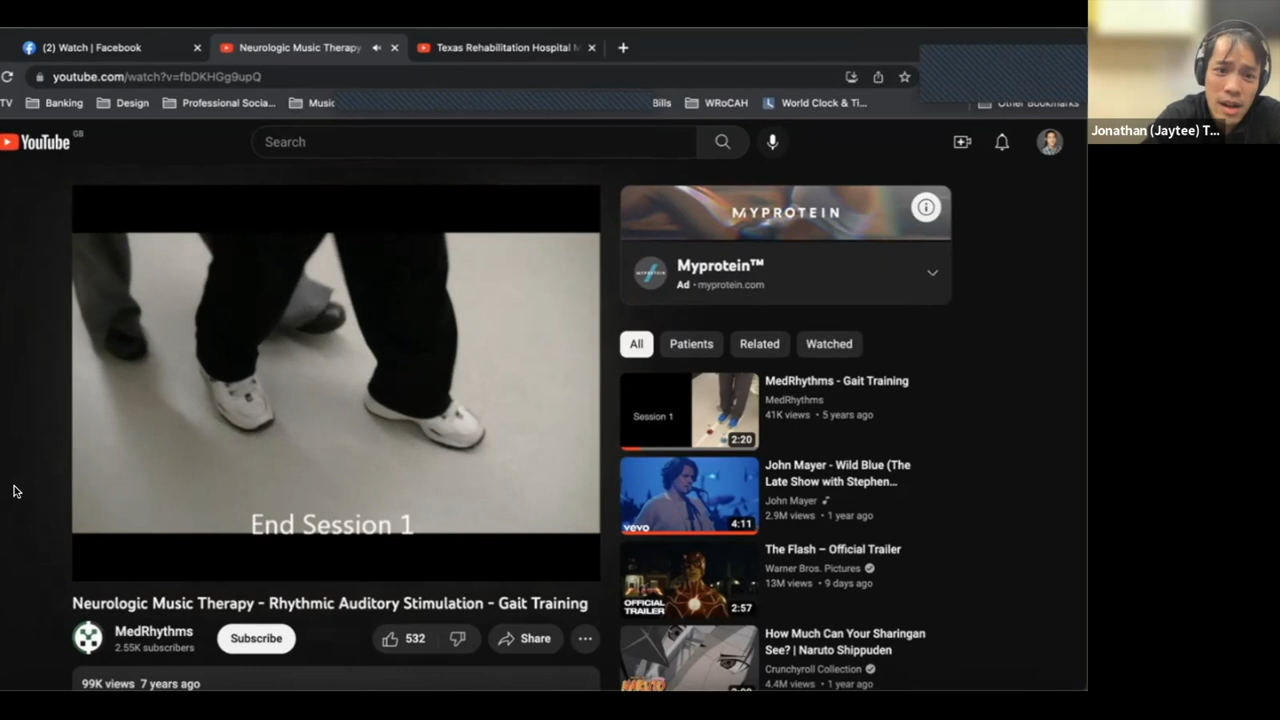 (2) Watch | Facebook
Neurologic Music Therapy
Texas Rehabilitation Hospital
youtube.com/watch?v=fbDKHGg9upQ
TV Banking Design Professional Socia... Music Bills WRoCAH World Clock & Ti... Other Bookmarks
YouTube GB
Search
Jonathan (Jaytee) T...
End Session 1
Neurologic Music Therapy - Rhythmic Auditory Stimulation - Gait Training
MedRhythms
2.55K subscribers
Subscribe
532
Share
99K views 7 years ago
MYPROTEIN
Myprotein™
Ad · myprotein.com
All Patients Related Watched
Session 1
2:20
MedRhythms - Gait Training
MedRhythms
41K views · 5 years ago
vevo
4:11
John Mayer - Wild Blue (The
Late Show with Stephen...
John Mayer
2.9M views · 1 year ago
OFFICIAL
TRAILER
2:57
The Flash – Official Trailer
Warner Bros. Pictures
13M views · 9 days ago
How Much Can Your Sharingan
See? | Naruto Shippuden
Crunchyroll Collection
4.4M views · 1 year ago